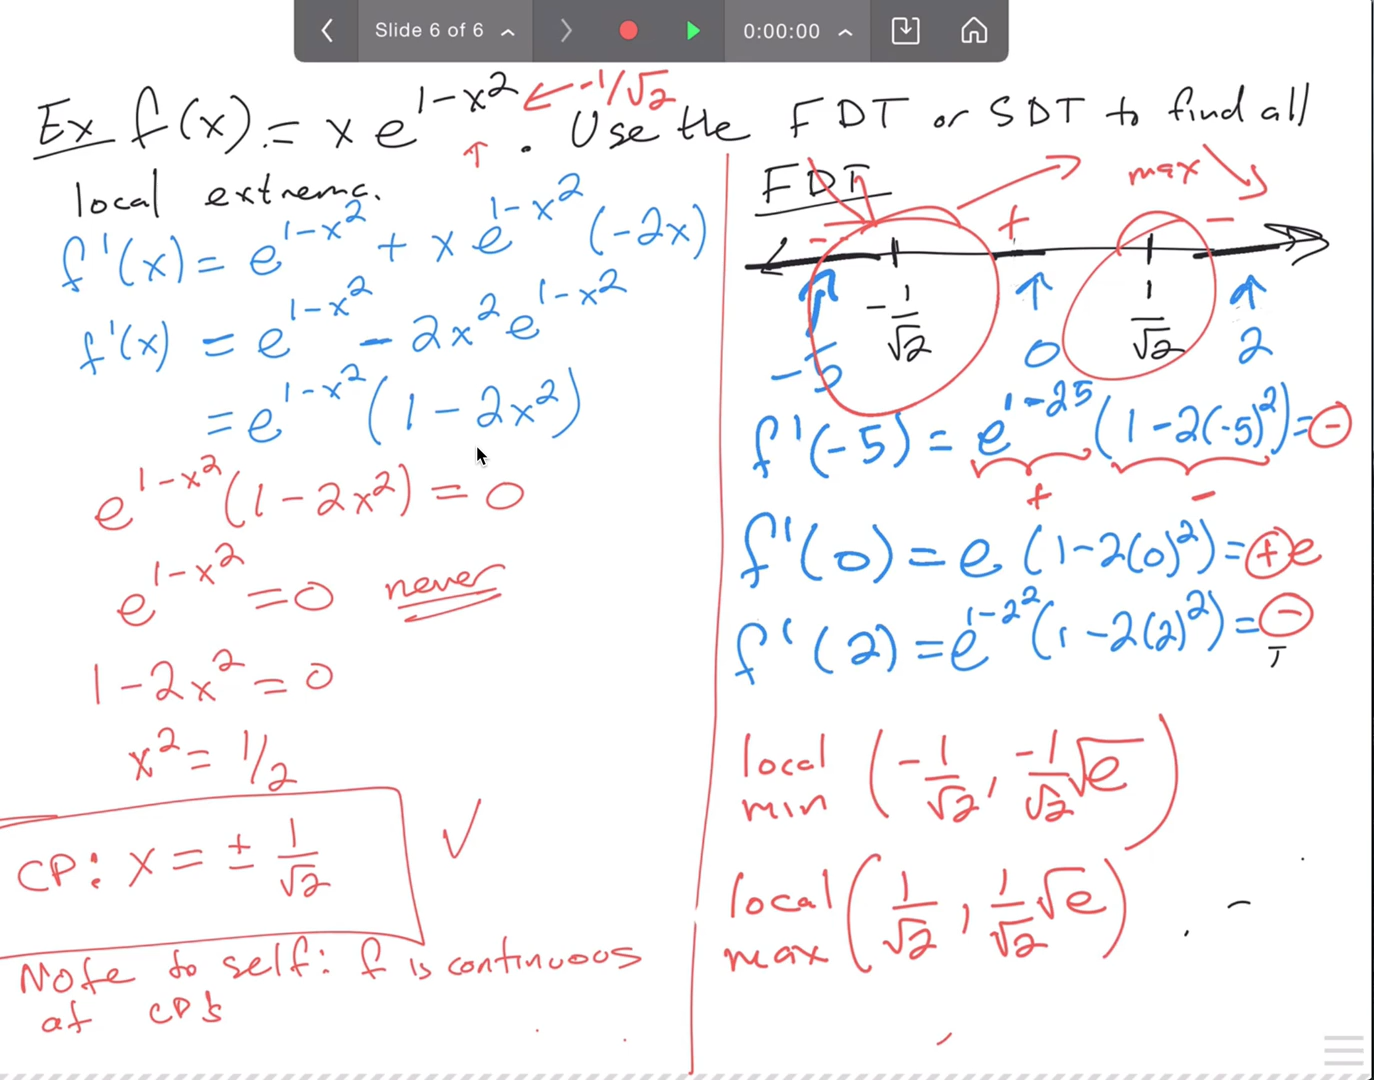 Slide 6 of 6
0:00:00
Ex f(x) = x e^{1-x^2} ← -1/√2 . Use the FDT or SDT to find all
↑
local extrema.
f'(x) = e^{1-x^2} + x e^{1-x^2} (-2x)
f'(x) = e^{1-x^2} - 2x^2 e^{1-x^2}
= e^{1-x^2} (1 - 2x^2)
e^{1-x^2} (1 - 2x^2) = 0
e^{1-x^2} = 0 never
1 - 2x^2 = 0
x^2 = 1/2
CP: x = ± 1/√2 ✓
Note to self: f is continuous
at CP's
FDT
max
- + -
-1/√2 1/√2
↑ ↑ ↑
-5 0 2
f'(-5) = e^{1-25} (1-2(-5)^2) = ⊖
+ -
f'(0) = e (1-2(0)^2) = ⊕ e
f'(2) = e^{1-2^2} (1-2(2)^2) = ⊖
local min (-1/√2, -1/√2 √e)
local max (1/√2, 1/√2 √e)